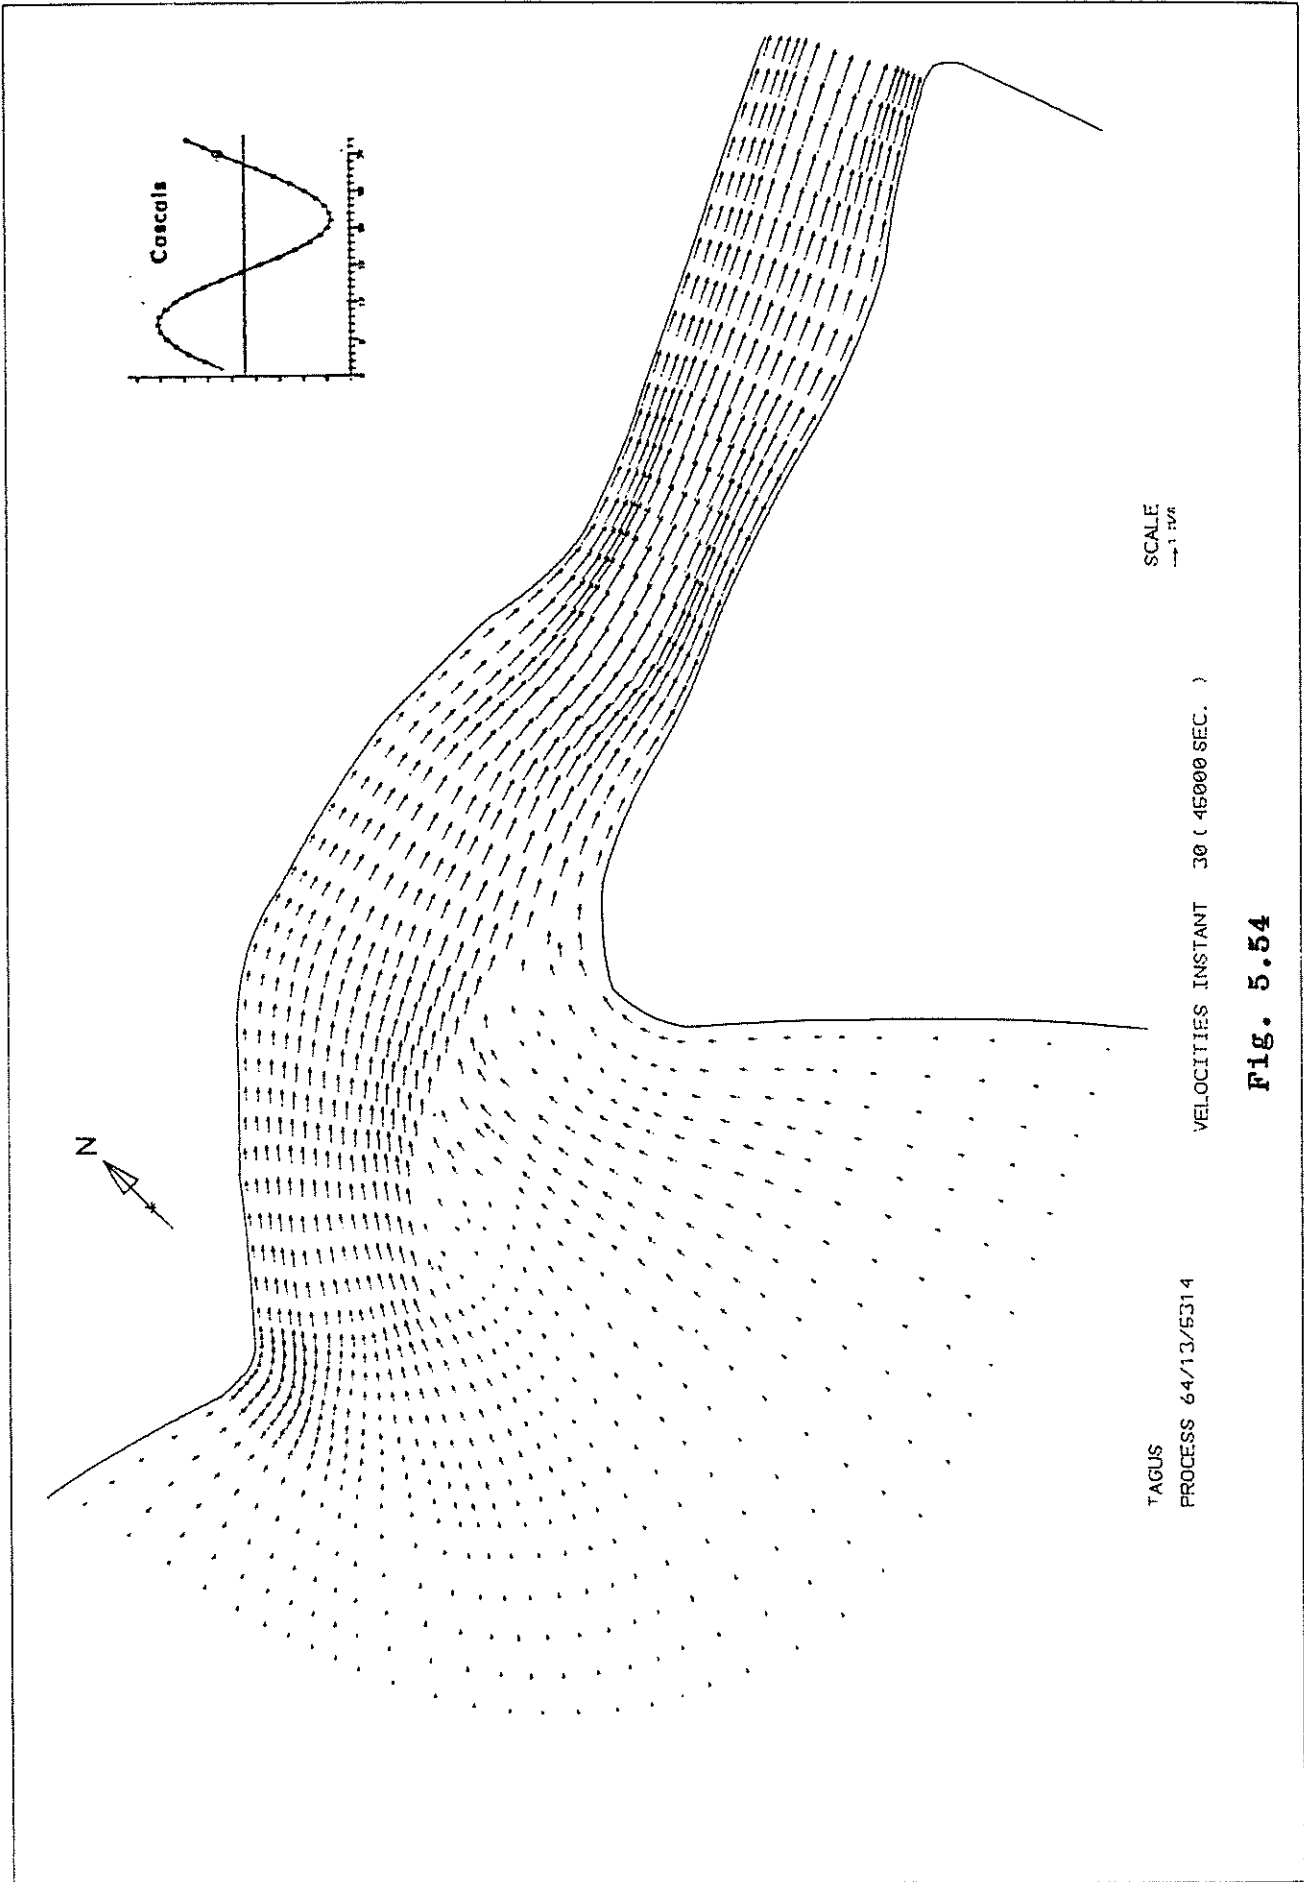 N
Cascais
SCALE
TAGUS
PROCESS 64/13/5314
VELOCITIES INSTANT 30 ( 45000 SEC. )
Fig. 5.54